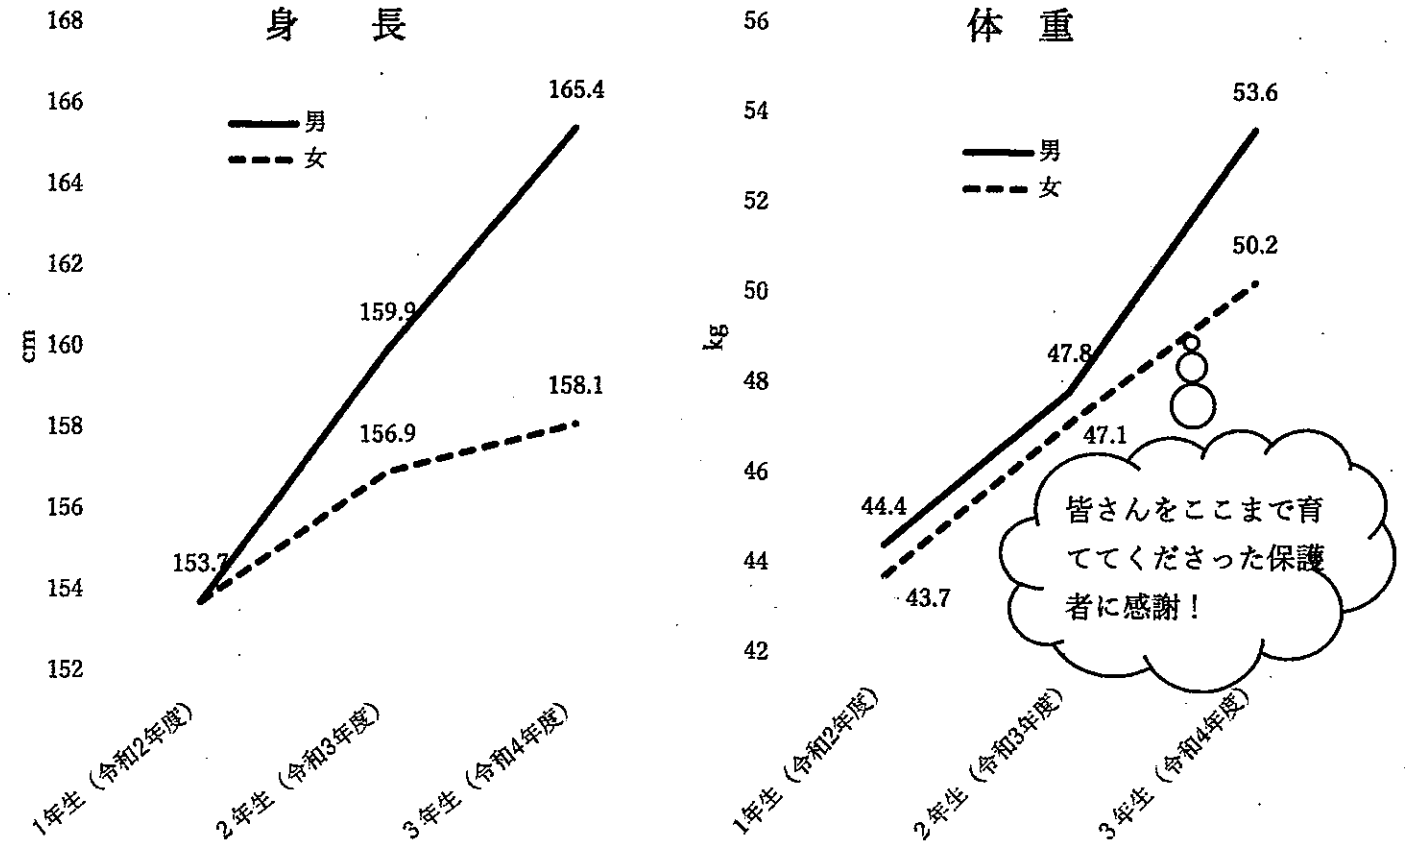 身 長
168
166
164
162
160
158
156
154
152
cm
男
女
165.4
159.9
158.1
156.9
153.7
1年生（令和2年度）
2年生（令和3年度）
3年生（令和4年度）
体 重
56
54
52
50
48
46
44
42
kg
男
女
53.6
50.2
47.8
47.1
44.4
43.7
皆さんをここまで育
ててくださった保護
者に感謝！
1年生（令和2年度）
2年生（令和3年度）
3年生（令和4年度）